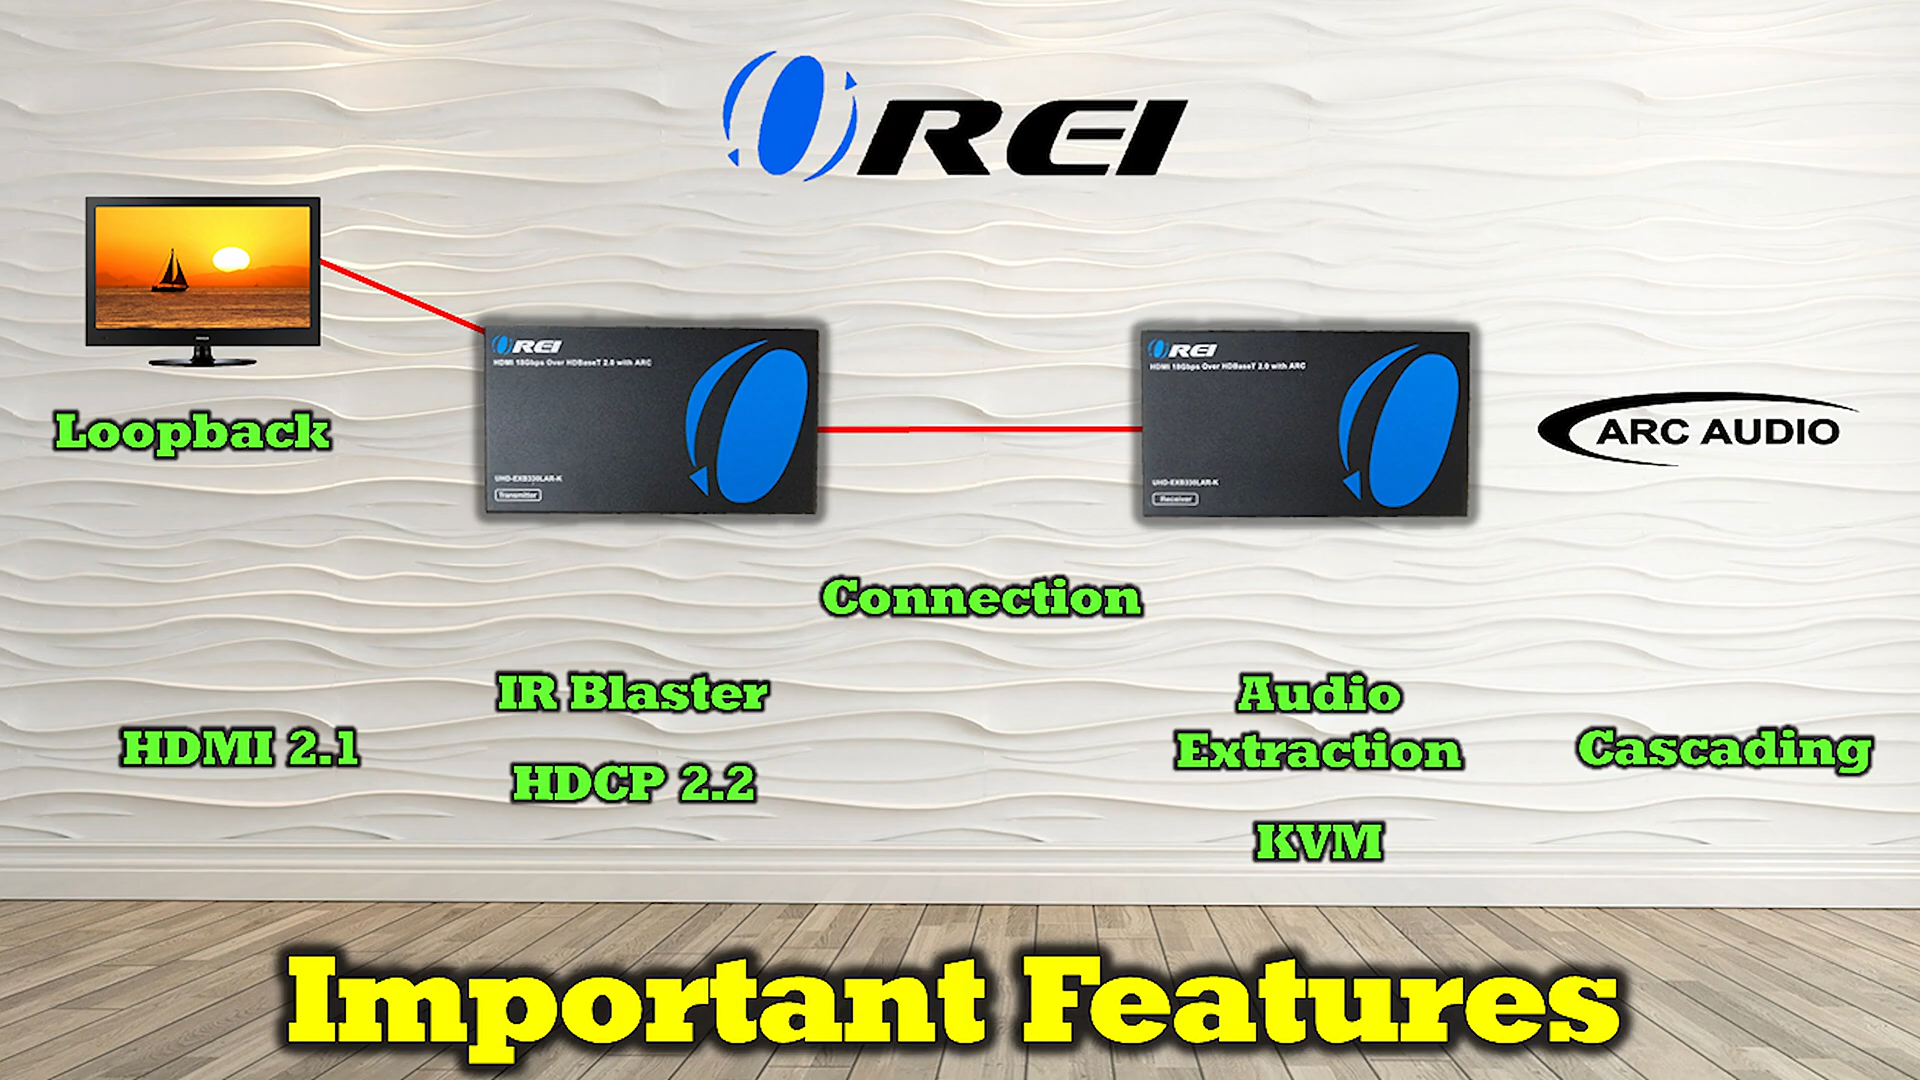 OREI
OREI
HDMI 18Gbps Over HDBaseT 2.0 with ARC
UHD-EXB330LAR-K
Transmitter
OREI
HDMI 18Gbps Over HDBaseT 2.0 with ARC
UHD-EXB330LAR-K
Receiver
ARC AUDIO
Loopback
Connection
IR Blaster
HDMI 2.1
HDCP 2.2
Audio
Extraction
KVM
Cascading
Important Features